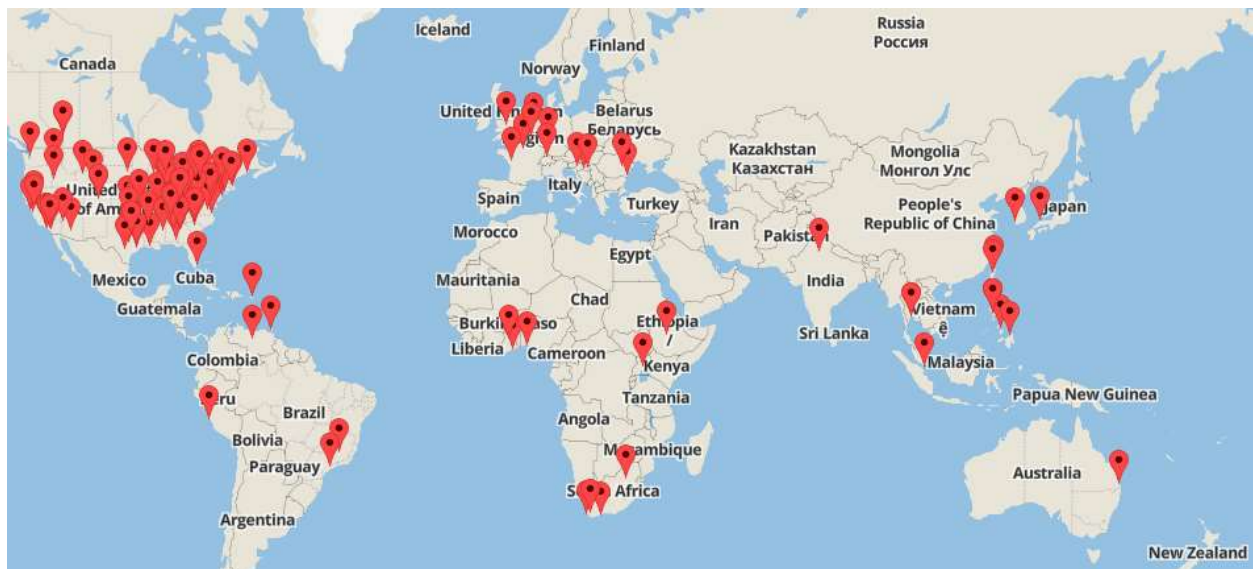 Russia
Россия
Iceland
Finland
Canada
Norway
Belarus
Беларусь
Kazakhstan
Казахстан
Mongolia
Монгол Улс
Italy
Spain
Turkey
People's
Republic of China
Japan
Iran
Morocco
Egypt
India
Mexico
Cuba
Mauritania
Guatemala
Chad
Vietnam
Sri Lanka
Liberia
Cameroon
Colombia
Kenya
Malaysia
Tanzania
Papua New Guinea
Brazil
Angola
Bolivia
Paraguay
Australia
Argentina
New Zealand